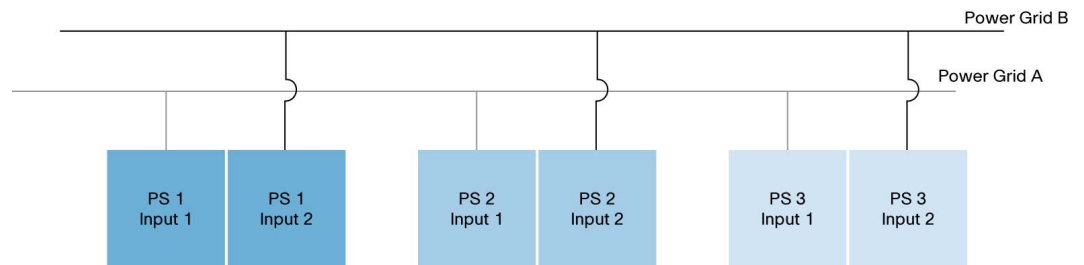 Power Grid B
Power Grid A
PS 1
Input 1
PS 1
Input 2
PS 2
Input 1
PS 2
Input 2
PS 3
Input 1
PS 3
Input 2